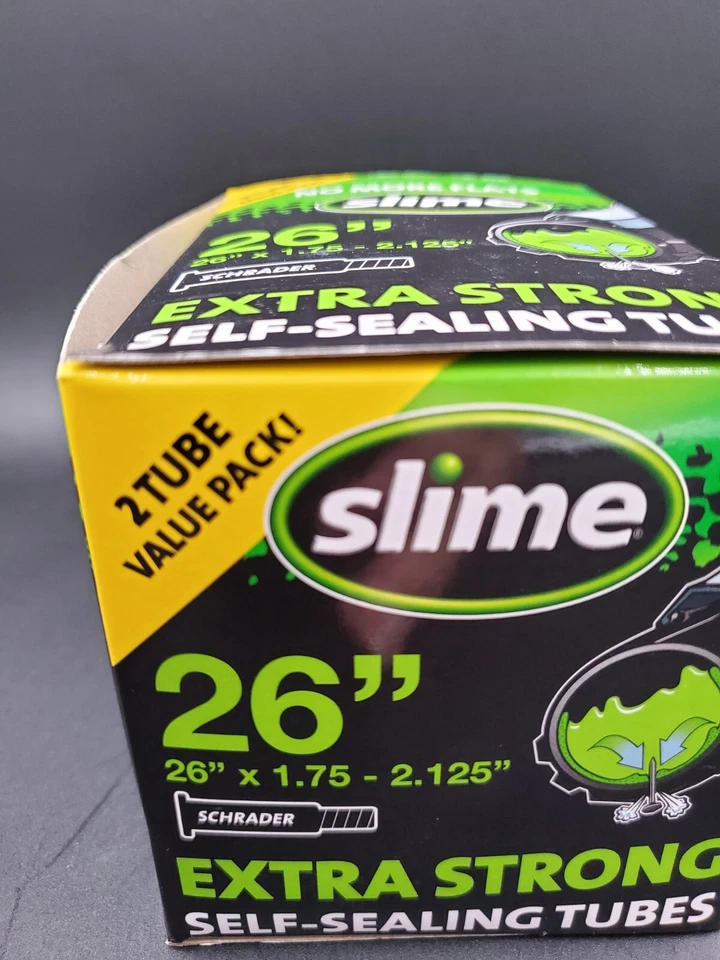 NO MORE FLATS
slime
26"
26" x 1.75 - 2.125"
SCHRADER
EXTRA STRON
SELF-SEALING TU
2 TUBE
VALUE PACK!
slime
26"
26" x 1.75 - 2.125"
SCHRADER
EXTRA STRONG
SELF-SEALING TUBES